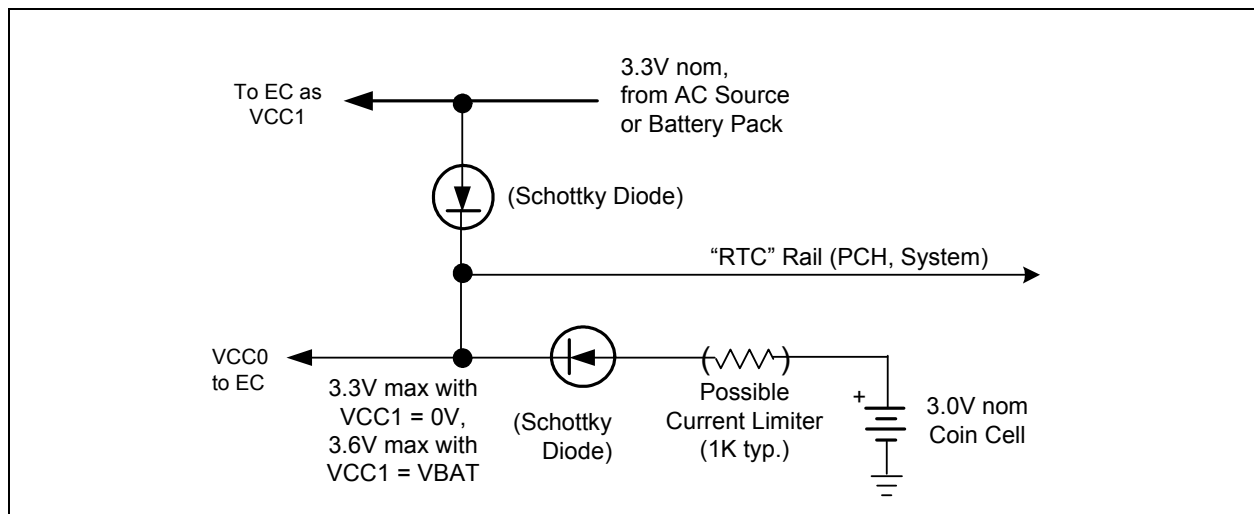 3.3V nom,
from AC Source
or Battery Pack
To EC as
VCC1
(Schottky Diode)
“RTC” Rail (PCH, System)
VCC0
to EC
3.3V max with
VCC1 = 0V,
3.6V max with
VCC1 = VBAT
(Schottky
Diode)
( )
Possible
Current Limiter
(1K typ.)
+
3.0V nom
Coin Cell